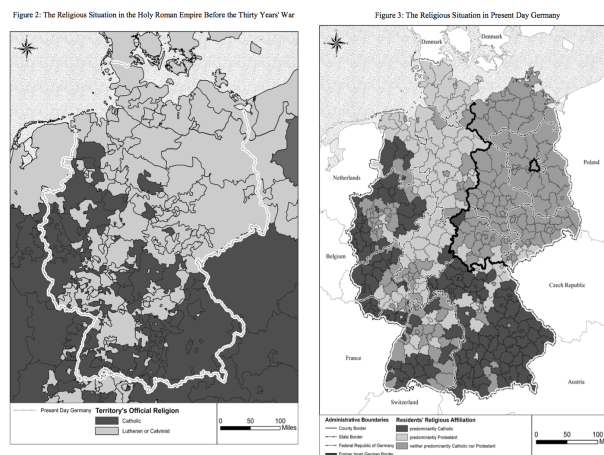 Figure 2: The Religious Situation in the Holy Roman Empire Before the Thirty Years' War
Present Day Germany
Territory's Official Religion
Catholic
Lutheran or Calvinist
0 50 100
Miles
Figure 3: The Religious Situation in Present Day Germany
Denmark
Denmark
Netherlands
Poland
Belgium
Czech Republic
France
Austria
Switzerland
Administrative Boundaries
County Border
State Border
Federal Republic of Germany
Former Inner German Border
Residents' Religious Affiliation
predominantly Catholic
predominantly Protestant
neither predominantly Catholic nor Protestant
0 50 100
M